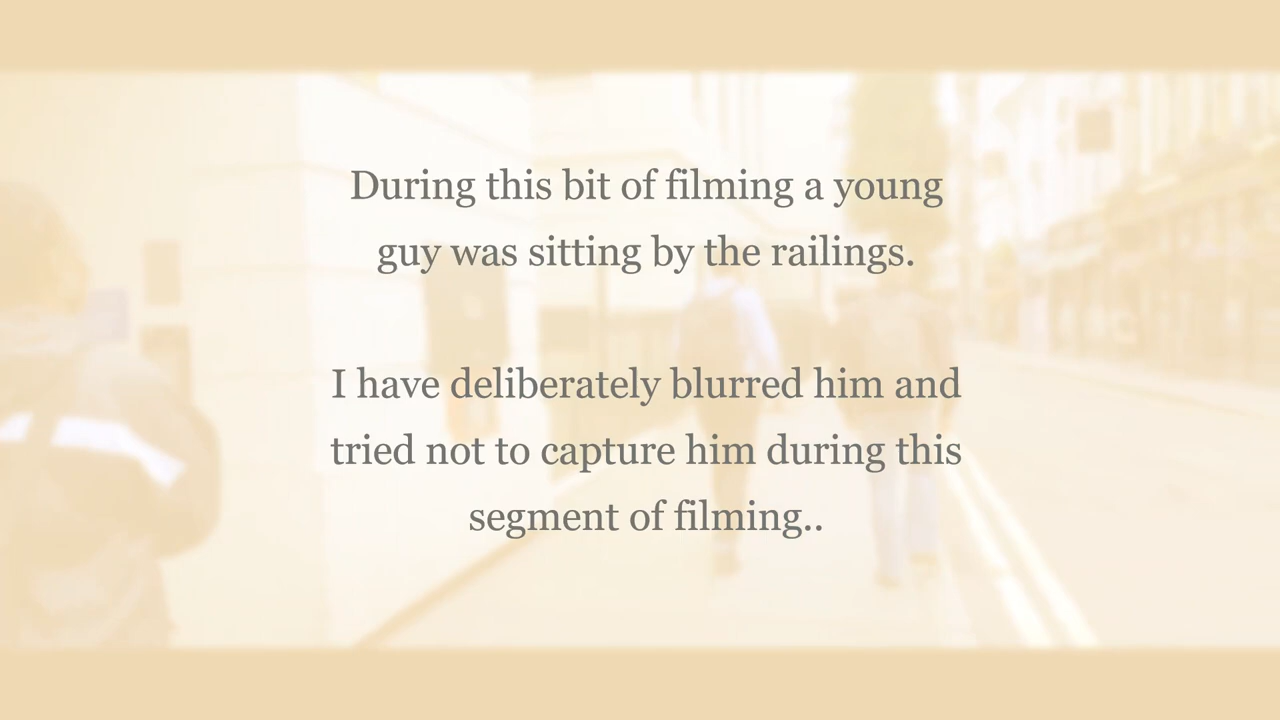 During this bit of filming a young
guy was sitting by the railings.
I have deliberately blurred him and
tried not to capture him during this
segment of filming..